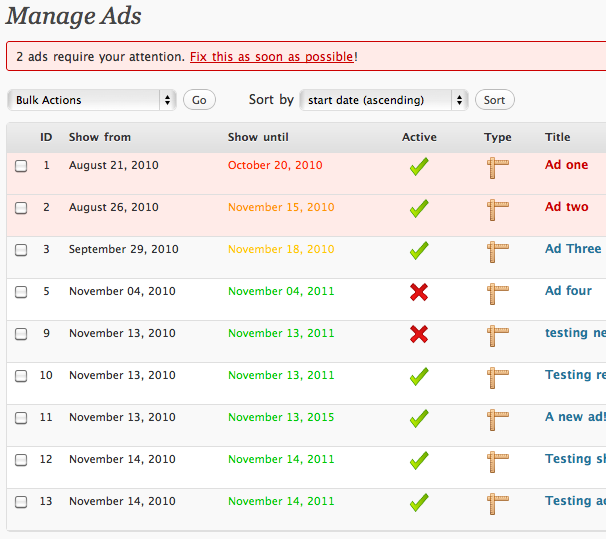 Manage Ads
2 ads require your attention. Fix this as soon as possible!
Bulk Actions Go Sort by start date (ascending) Sort
ID Show from Show until Active Type Title
1 August 21, 2010 October 20, 2010 Ad one
2 August 26, 2010 November 15, 2010 Ad two
3 September 29, 2010 November 18, 2010 Ad Three
5 November 04, 2010 November 04, 2011 Ad four
9 November 13, 2010 November 13, 2011 testing ne
10 November 13, 2010 November 13, 2011 Testing re
11 November 13, 2010 November 13, 2015 A new ad!
12 November 14, 2010 November 14, 2011 Testing sh
13 November 14, 2010 November 14, 2011 Testing ad